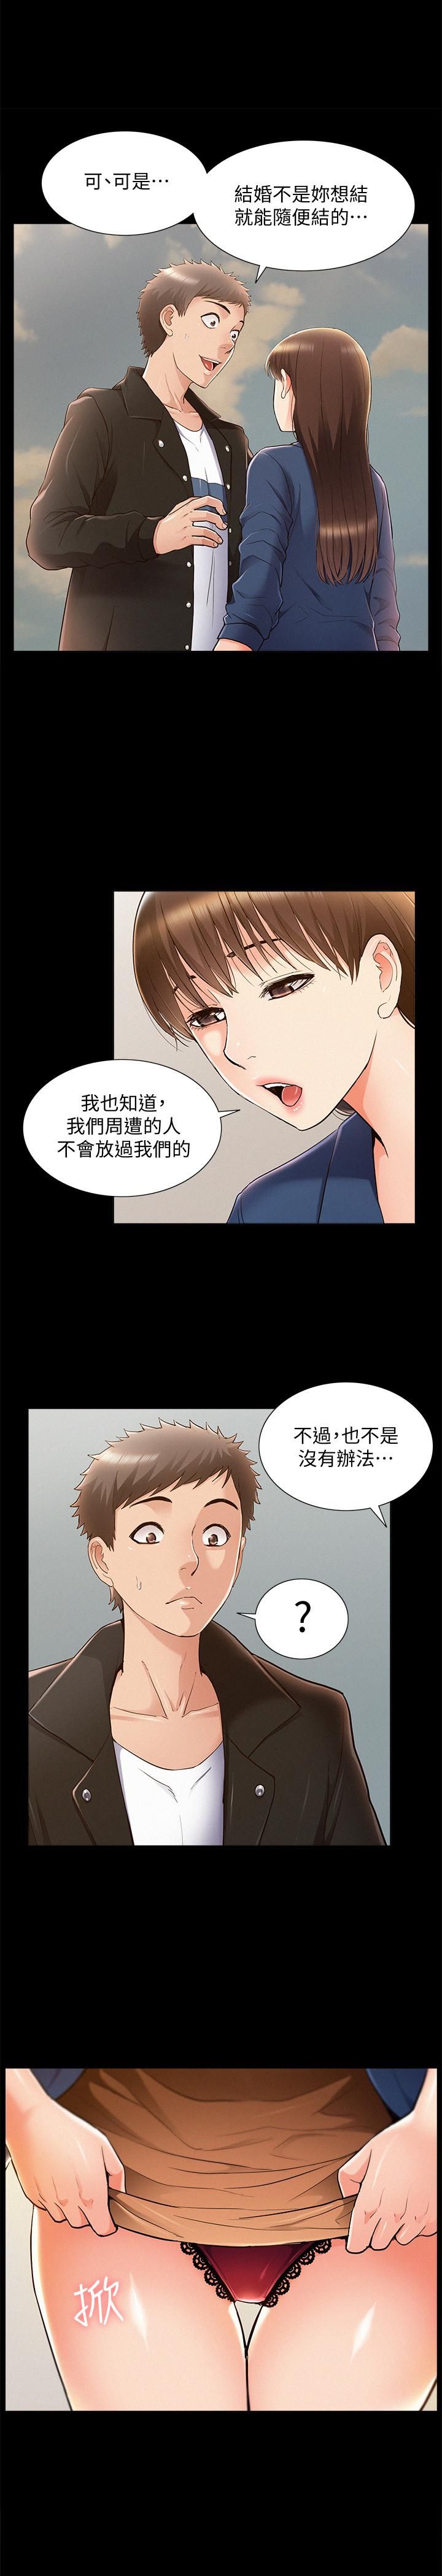 可、可是⋯
結婚不是妳想結
就能隨便結的⋯
我也知道，
我們周遭的人
不會放過我們的
不過，也不是
沒有辦法⋯
?
掀